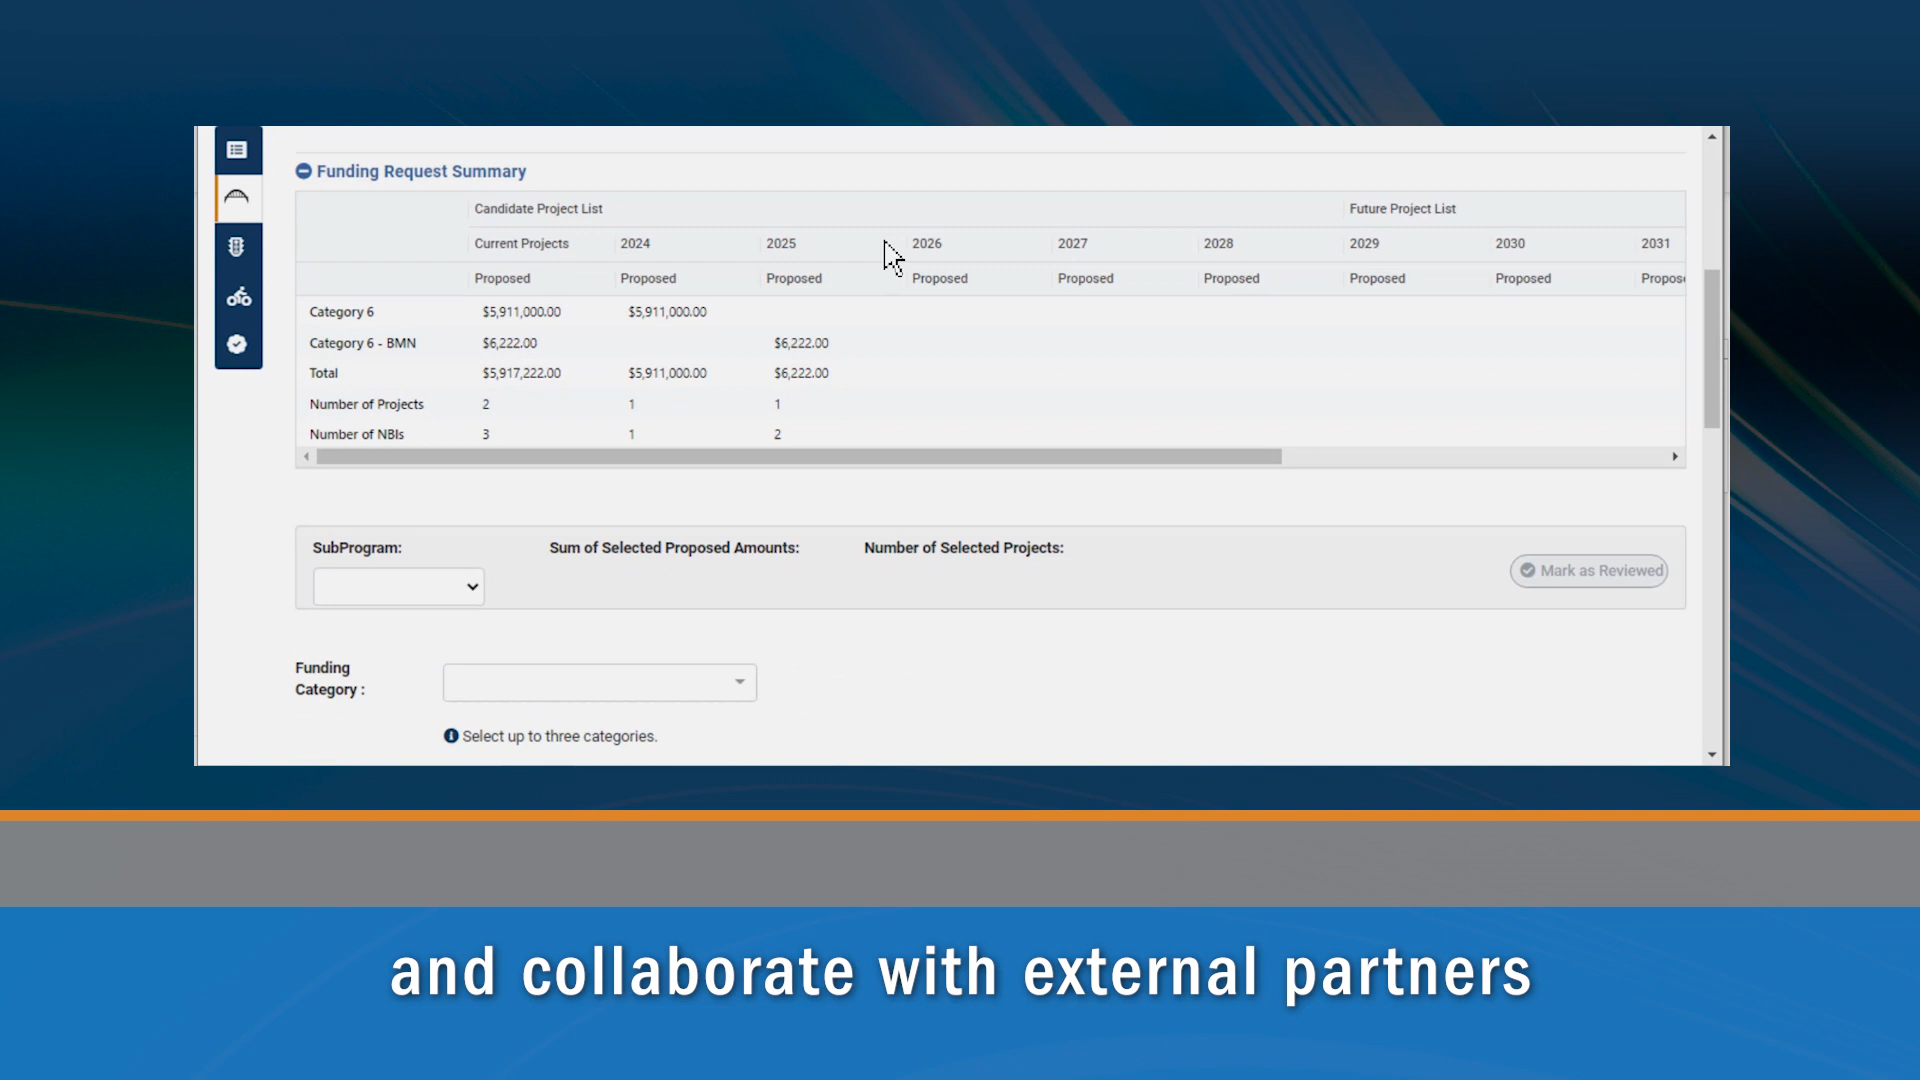 Funding Request Summary
Candidate Project List Future Project List
Current Projects 2024 2025 2026 2027 2028 2029 2030 2031
Proposed Proposed Proposed Proposed Proposed Proposed Proposed Proposed Propos
Category 6 $5,911,000.00 $5,911,000.00
Category 6 - BMN $6,222.00 $6,222.00
Total $5,917,222.00 $5,911,000.00 $6,222.00
Number of Projects 2 1 1
Number of NBIs 3 1 2
SubProgram: Sum of Selected Proposed Amounts: Number of Selected Projects:
Mark as Reviewed
Funding
Category :
Select up to three categories.
and collaborate with external partners